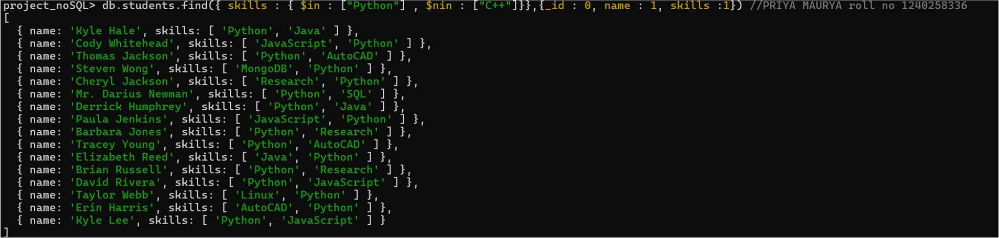 project_noSQL> db.students.find({ skills : { $in : ["Python"] , $nin : ["C++"]}},{_id : 0, name : 1, skills :1}) //PRIYA MAURYA roll no 1240258336
[
  { name: 'Kyle Hale', skills: [ 'Python', 'Java' ] },
  { name: 'Cody Whitehead', skills: [ 'JavaScript', 'Python' ] },
  { name: 'Thomas Jackson', skills: [ 'Python', 'AutoCAD' ] },
  { name: 'Steven Wong', skills: [ 'MongoDB', 'Python' ] },
  { name: 'Cheryl Jackson', skills: [ 'Research', 'Python' ] },
  { name: 'Mr. Darius Newman', skills: [ 'Python', 'SQL' ] },
  { name: 'Derrick Humphrey', skills: [ 'Python', 'Java' ] },
  { name: 'Paula Jenkins', skills: [ 'JavaScript', 'Python' ] },
  { name: 'Barbara Jones', skills: [ 'Python', 'Research' ] },
  { name: 'Tracey Young', skills: [ 'Python', 'AutoCAD' ] },
  { name: 'Elizabeth Reed', skills: [ 'Java', 'Python' ] },
  { name: 'Brian Russell', skills: [ 'Python', 'Research' ] },
  { name: 'David Rivera', skills: [ 'Python', 'JavaScript' ] },
  { name: 'Taylor Webb', skills: [ 'Linux', 'Python' ] },
  { name: 'Erin Harris', skills: [ 'AutoCAD', 'Python' ] },
  { name: 'Kyle Lee', skills: [ 'Python', 'JavaScript' ] }
]